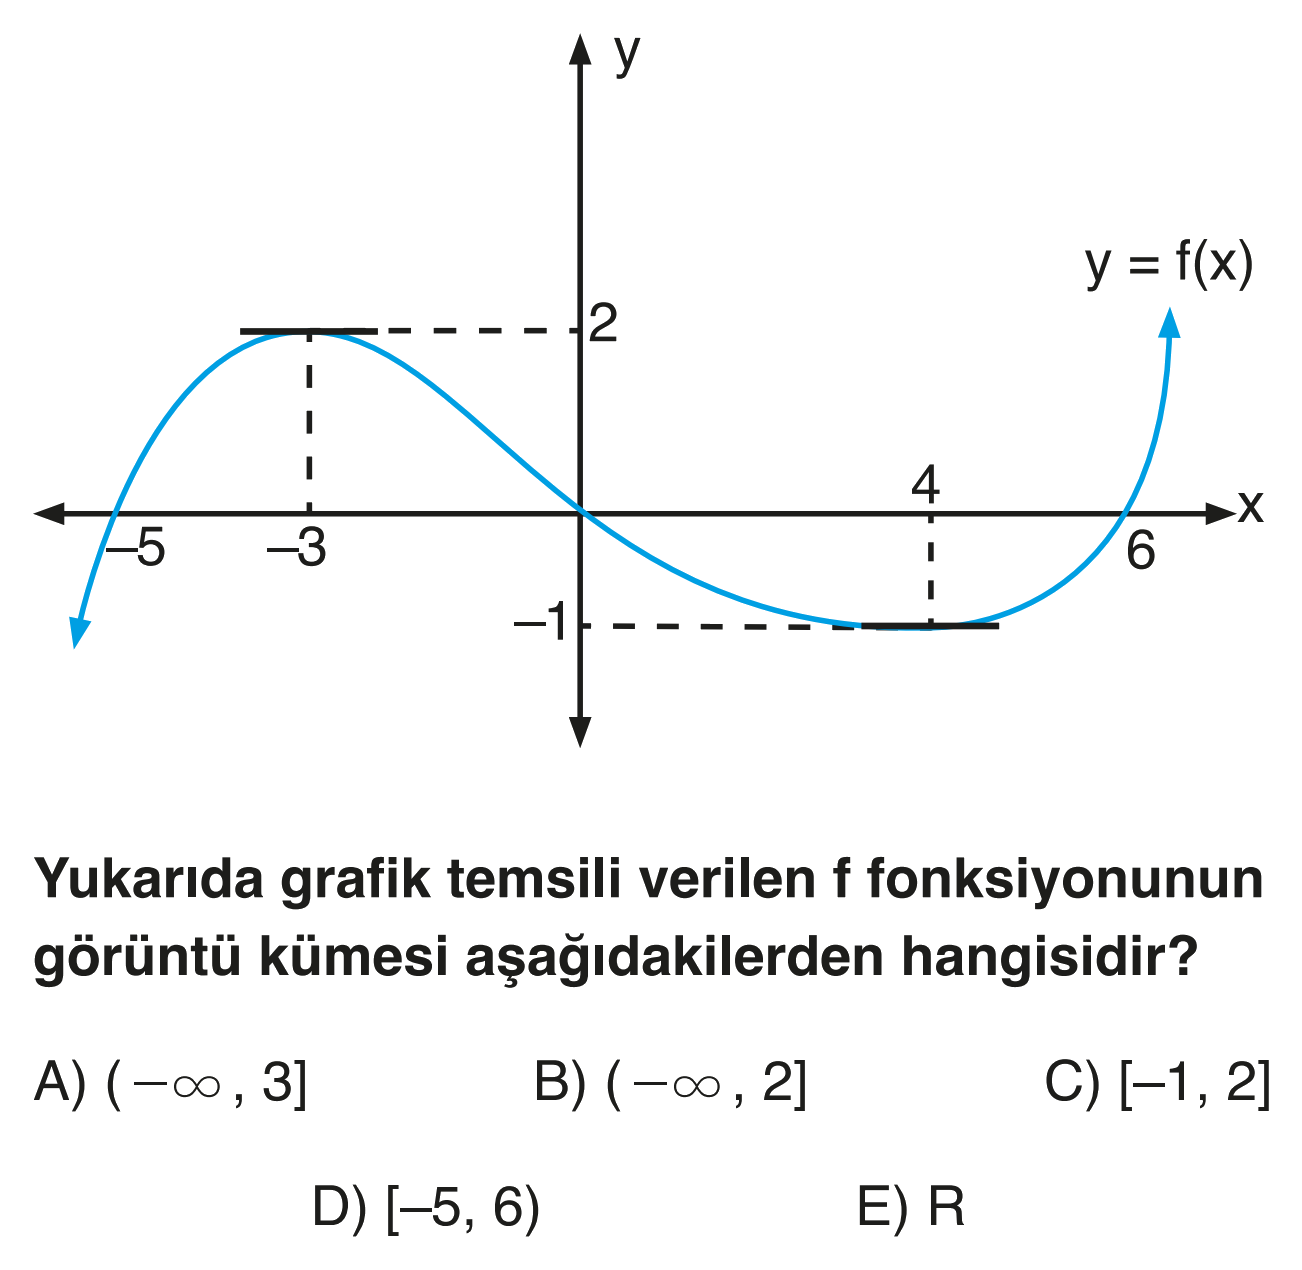 y
y = f(x)
2
4
x
–5
–3
6
–1
Yukarıda grafik temsili verilen f fonksiyonunun
görüntü kümesi aşağıdakilerden hangisidir?
A) (−∞, 3] B) (−∞, 2] C) [–1, 2]
D) [–5, 6) E) R